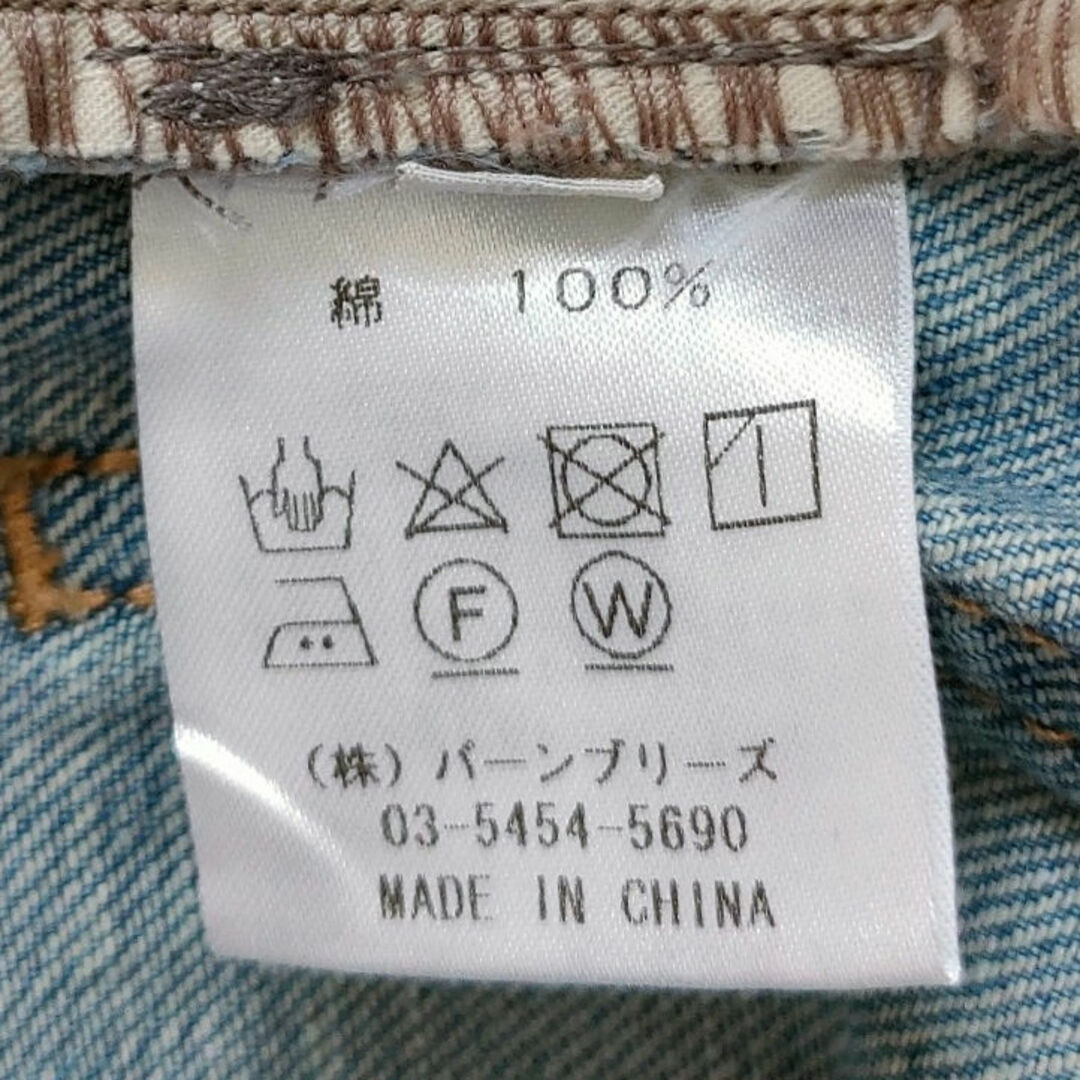 綿 100%
F W
(株) バーンブリーズ
03-5454-5690
MADE IN CHINA